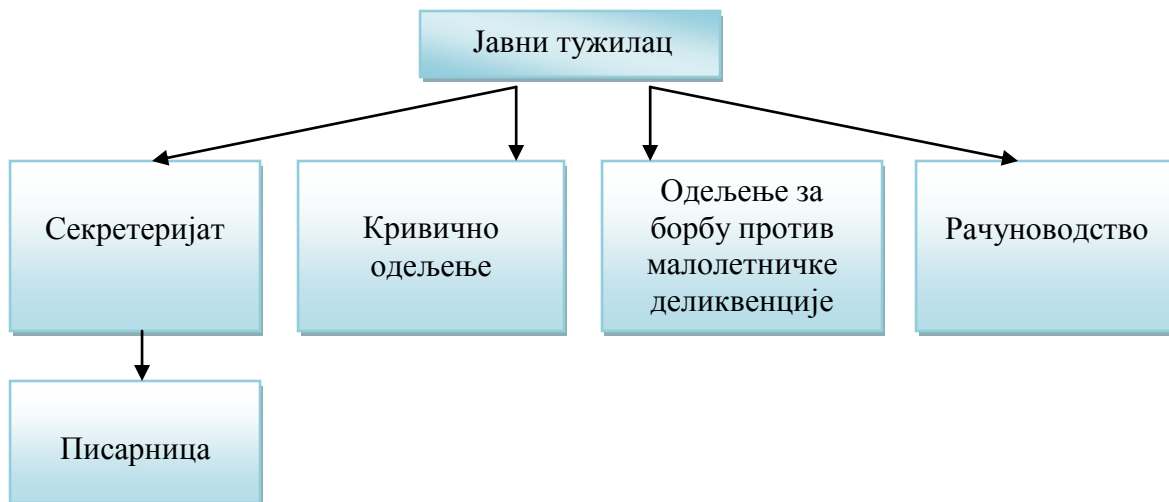 Јавни тужилац
Секретеријат
Кривично
одељење
Одељење за
борбу против
малолетничке
деликвенције
Рачуноводство
Писарница